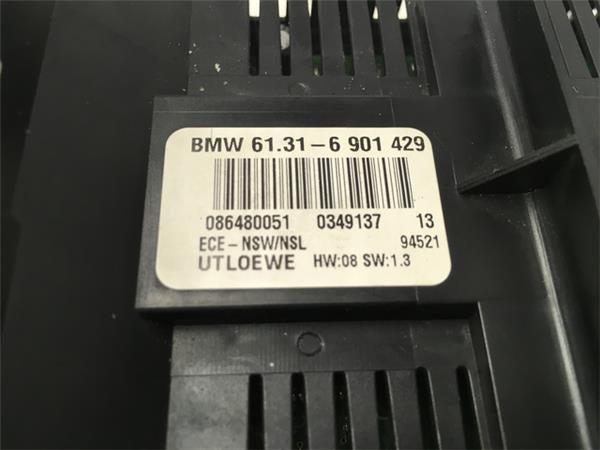 BMW 61.31-6 901 429
086480051 0349137 13
ECE-NSW/NSL 94521
UTLOEWE HW:08 SW:1.3